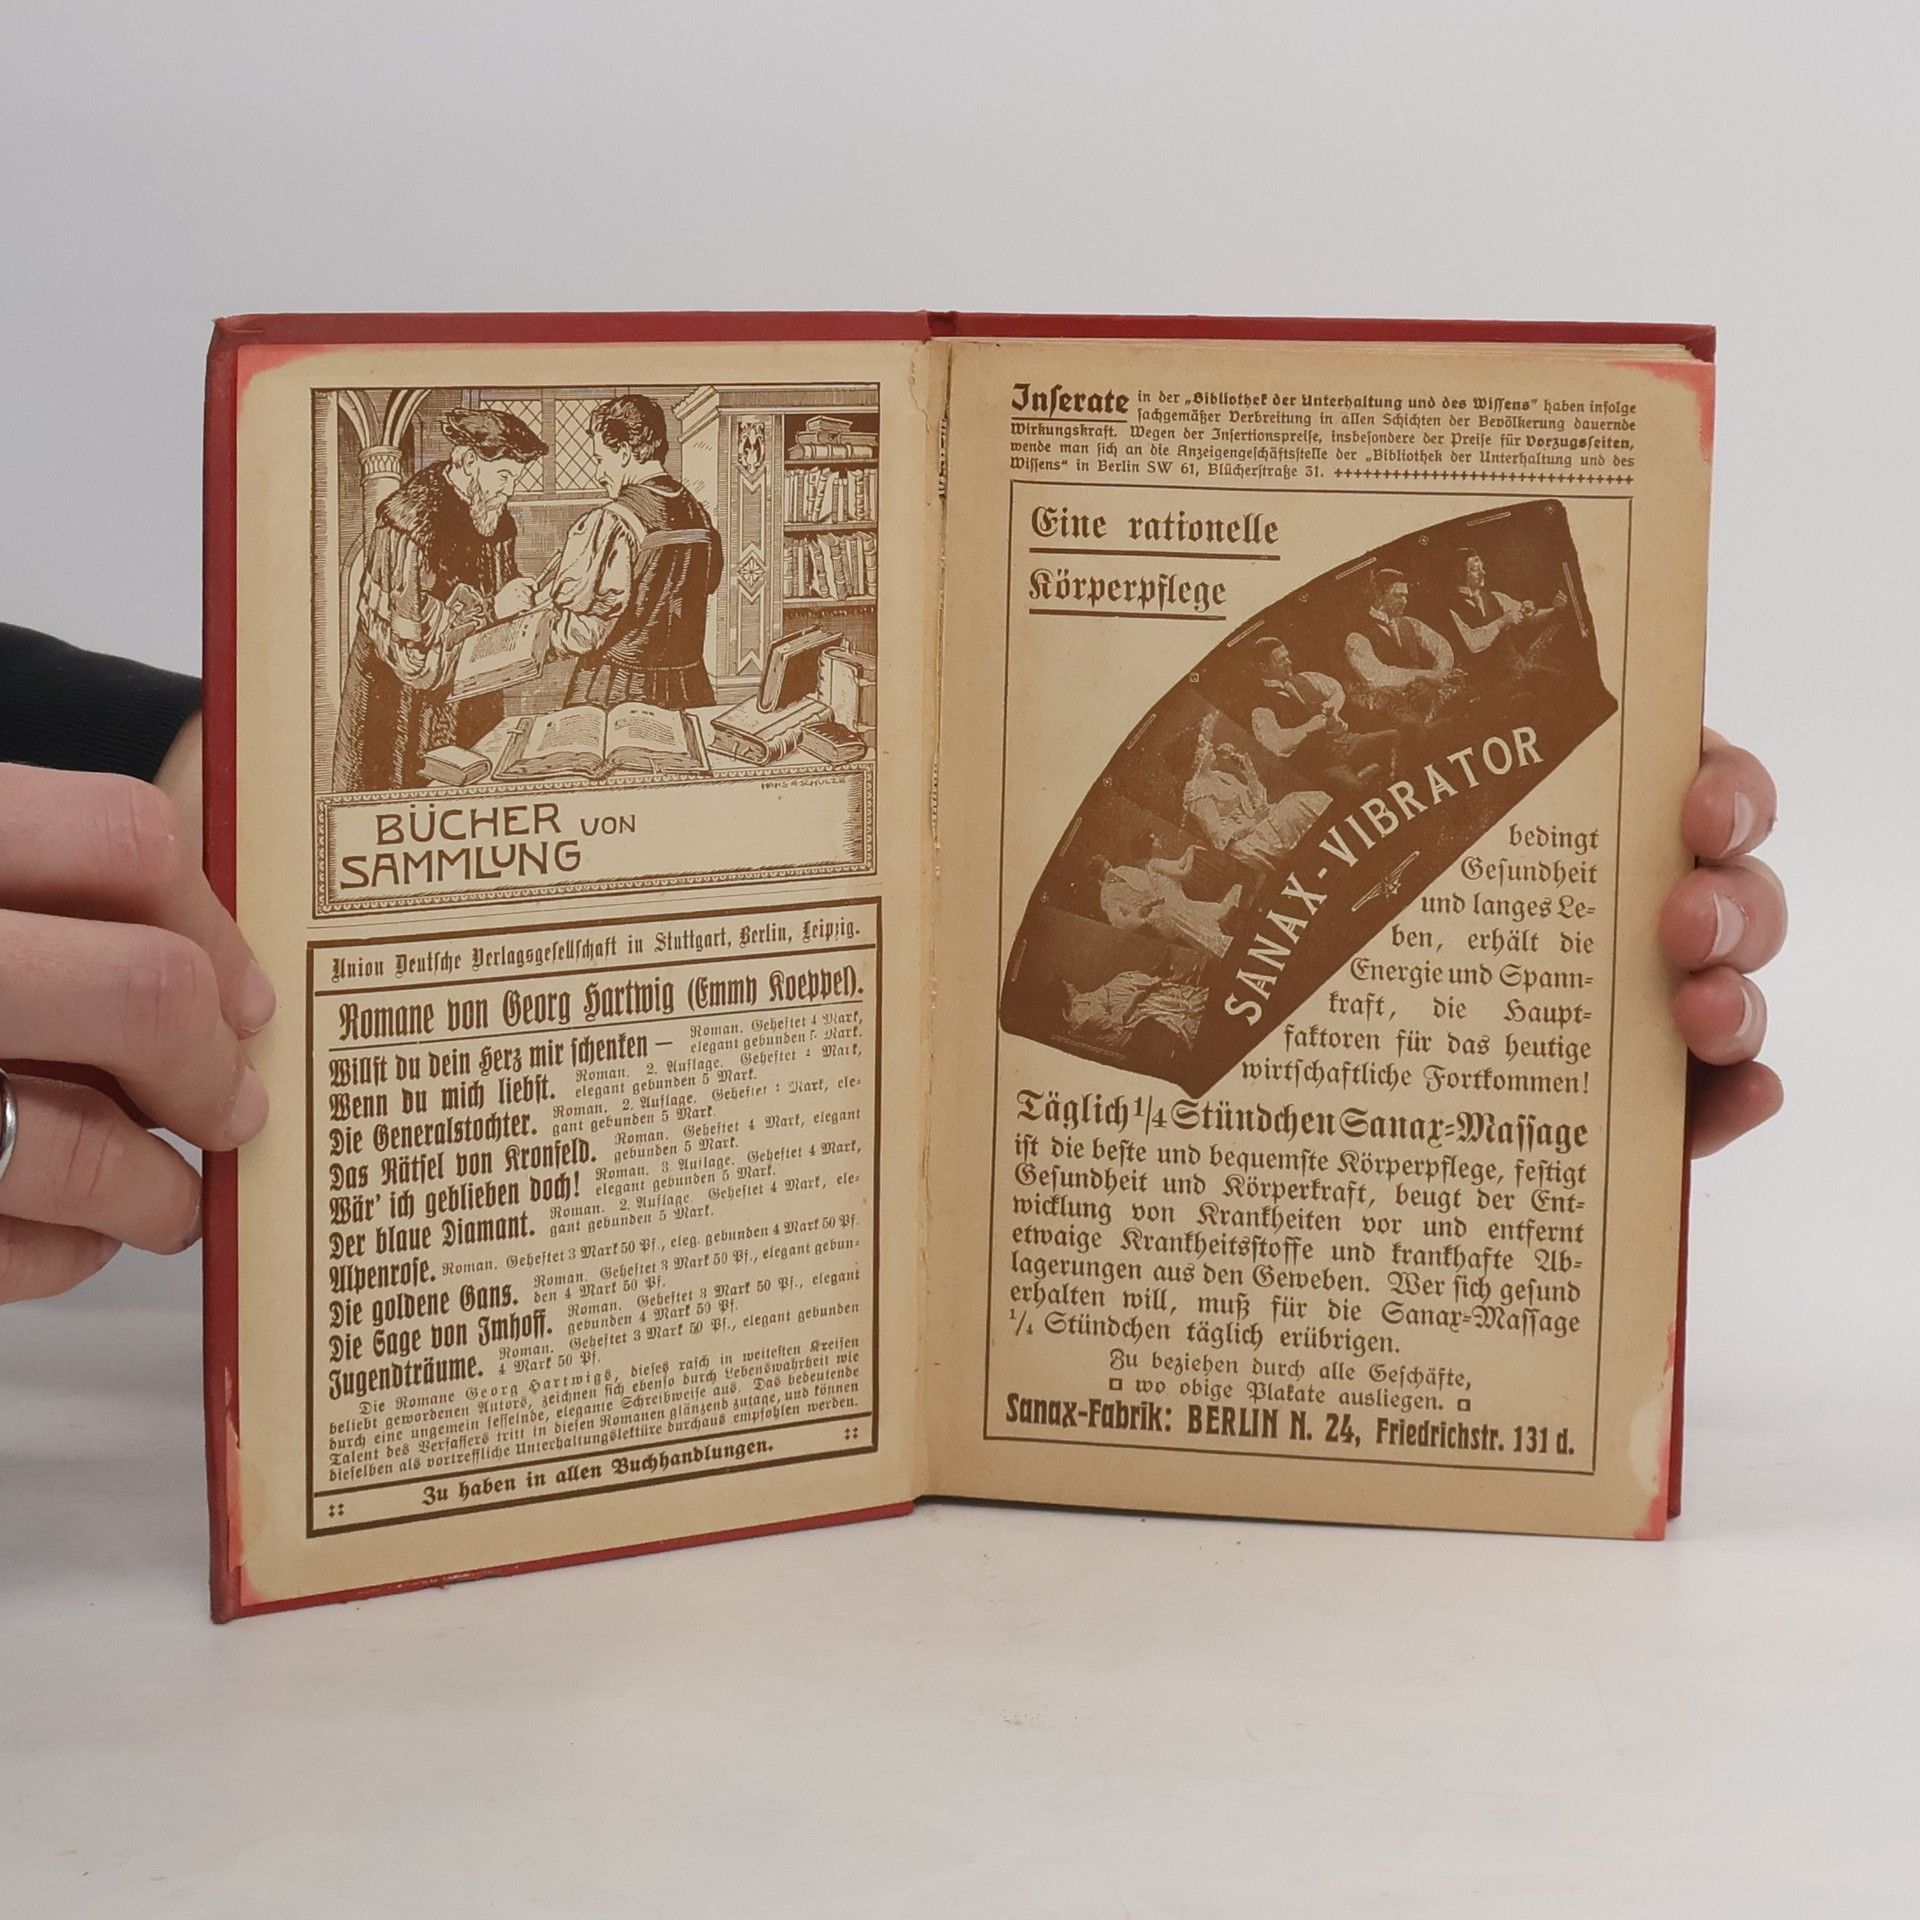 HANS A SCHULZE
BÜCHER VON
SAMMLUNG
Union Deutsche Verlagsgesellschaft in Stuttgart, Berlin, Leipzig.
Romane von Georg Hartwig (Emmy Koeppel).
Willst du dein Herz mir schenken — Roman. Geheftet 4 Mark,
elegant gebunden 5 Mark.
Wenn du mich liebst. Roman. 2. Auflage. Geheftet Mark,
elegant gebunden 5 Mark.
Die Generalstochter. Roman. 2. Auflage. Geheftet Mark, ele-
gant gebunden 5 Mark.
Das Rätsel von Kronfeld. Roman. Geheftet 4 Mark, elegant
gebunden 5 Mark.
Wär' ich geblieben doch! Roman. 3. Auflage. Geheftet 4 Mark,
elegant gebunden 5 Mark.
Der blaue Diamant. Roman. 2. Auflage. Geheftet 4 Mark, ele-
gant gebunden 5 Mark.
Alpenrose. Roman. Geheftet 3 Mark 50 Pf., eleg. gebunden 4 Mark 50 Pf.
Die goldene Gans. Roman. Geheftet 3 Mark 50 Pf., elegant gebun-
den 4 Mark 50 Pf.
Die Sage von Imhoff. Roman. Geheftet 3 Mark 50 Pf., elegant
gebunden 4 Mark 50 Pf.
Jugendträume. Roman. Geheftet 3 Mark 50 Pf., elegant gebunden
4 Mark 50 Pf.
Die Romane Georg Hartwigs, dieses rasch in weitesten Kreisen
beliebt gewordenen Autors, zeichnen sich ebenso durch Lebenswahrheit wie
durch eine ungemein fesselnde, elegante Schreibweise aus. Das bedeutende
Talent des Verfassers tritt in diesen Romanen glänzend zutage, und können
dieselben als vortreffliche Unterhaltungslektüre durchaus empfohlen werden.
Zu haben in allen Buchhandlungen.
Inserate in der „Bibliothek der Unterhaltung und des Wissens" haben infolge
sachgemäßer Verbreitung in allen Schichten der Bevölkerung dauernde
Wirkungskraft. Wegen der Insertionspreise, insbesondere der Preise für Vorzugsseiten,
wende man sich an die Anzeigengeschäftsstelle der „Bibliothek der Unterhaltung und des
Wissens" in Berlin SW 61, Blücherstraße 31.
Eine rationelle
Körperpflege
SANAX-VIBRATOR
bedingt
Gesundheit
und langes Le-
ben, erhält die
Energie und Spann-
kraft, die Haupt-
faktoren für das heutige
wirtschaftliche Fortkommen!
Täglich 1/4 Stündchen Sanax-Massage
ist die beste und bequemste Körperpflege, festigt
Gesundheit und Körperkraft, beugt der Ent-
wicklung von Krankheiten vor und entfernt
etwaige Krankheitsstoffe und krankhafte Ab-
lagerungen aus den Geweben. Wer sich gesund
erhalten will, muß für die Sanax-Massage
1/4 Stündchen täglich erübrigen.
Zu beziehen durch alle Geschäfte,
wo obige Plakate ausliegen.
Sanax-Fabrik: BERLIN N. 24, Friedrichstr. 131 d.